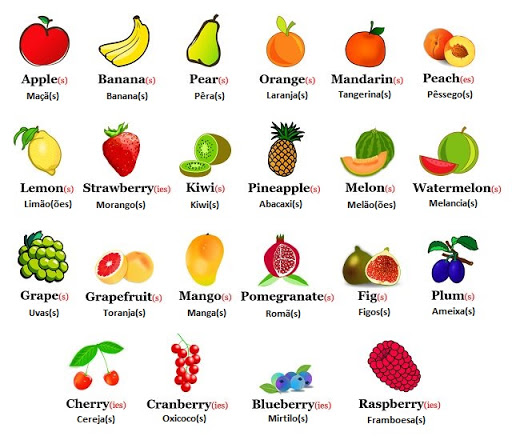 Apple(s) Banana(s) Pear(s) Orange(s) Mandarin(s) Peach(es)
Maçã(s) Banana(s) Pêra(s) Laranja(s) Tangerina(s) Pêssego(s)
Lemon(s) Strawberry(ies) Kiwi(s) Pineapple(s) Melon(s) Watermelon(s)
Limão(ões) Morango(s) Kiwi(s) Abacaxi(s) Melão(ões) Melancia(s)
Grape(s) Grapefruit(s) Mango(s) Pomegranate(s) Fig(s) Plum(s)
Uvas(s) Toranja(s) Manga(s) Romã(s) Figos(s) Ameixa(s)
Cherry(ies) Cranberry(ies) Blueberry(ies) Raspberry(ies)
Cereja(s) Oxicoco(s) Mirtilo(s) Framboesa(s)